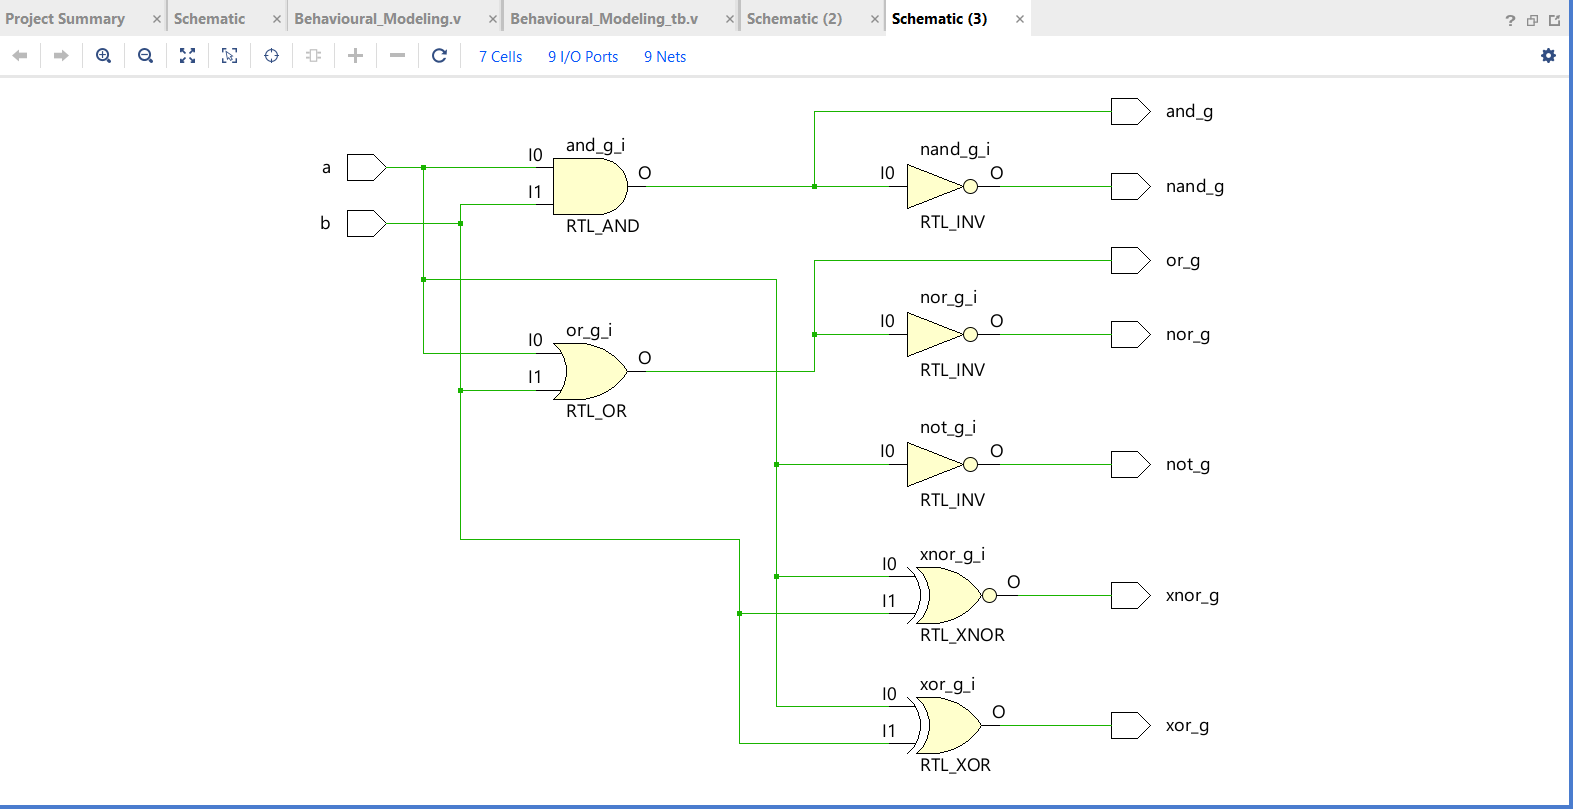 Project Summary × Schematic × Behavioural_Modeling.v × Behavioural_Modeling_tb.v × Schematic (2) × Schematic (3) × ?
7 Cells 9 I/O Ports 9 Nets
and_g
and_g_i
nand_g_i
a I0 O I0 O nand_g
I1
b RTL_AND RTL_INV
or_g
nor_g_i
or_g_i I0 O nor_g
I0 O
RTL_INV
I1
RTL_OR
not_g_i
I0 O not_g
RTL_INV
xnor_g_i
I0 O
I1 xnor_g
RTL_XNOR
xor_g_i
I0 O
I1 xor_g
RTL_XOR